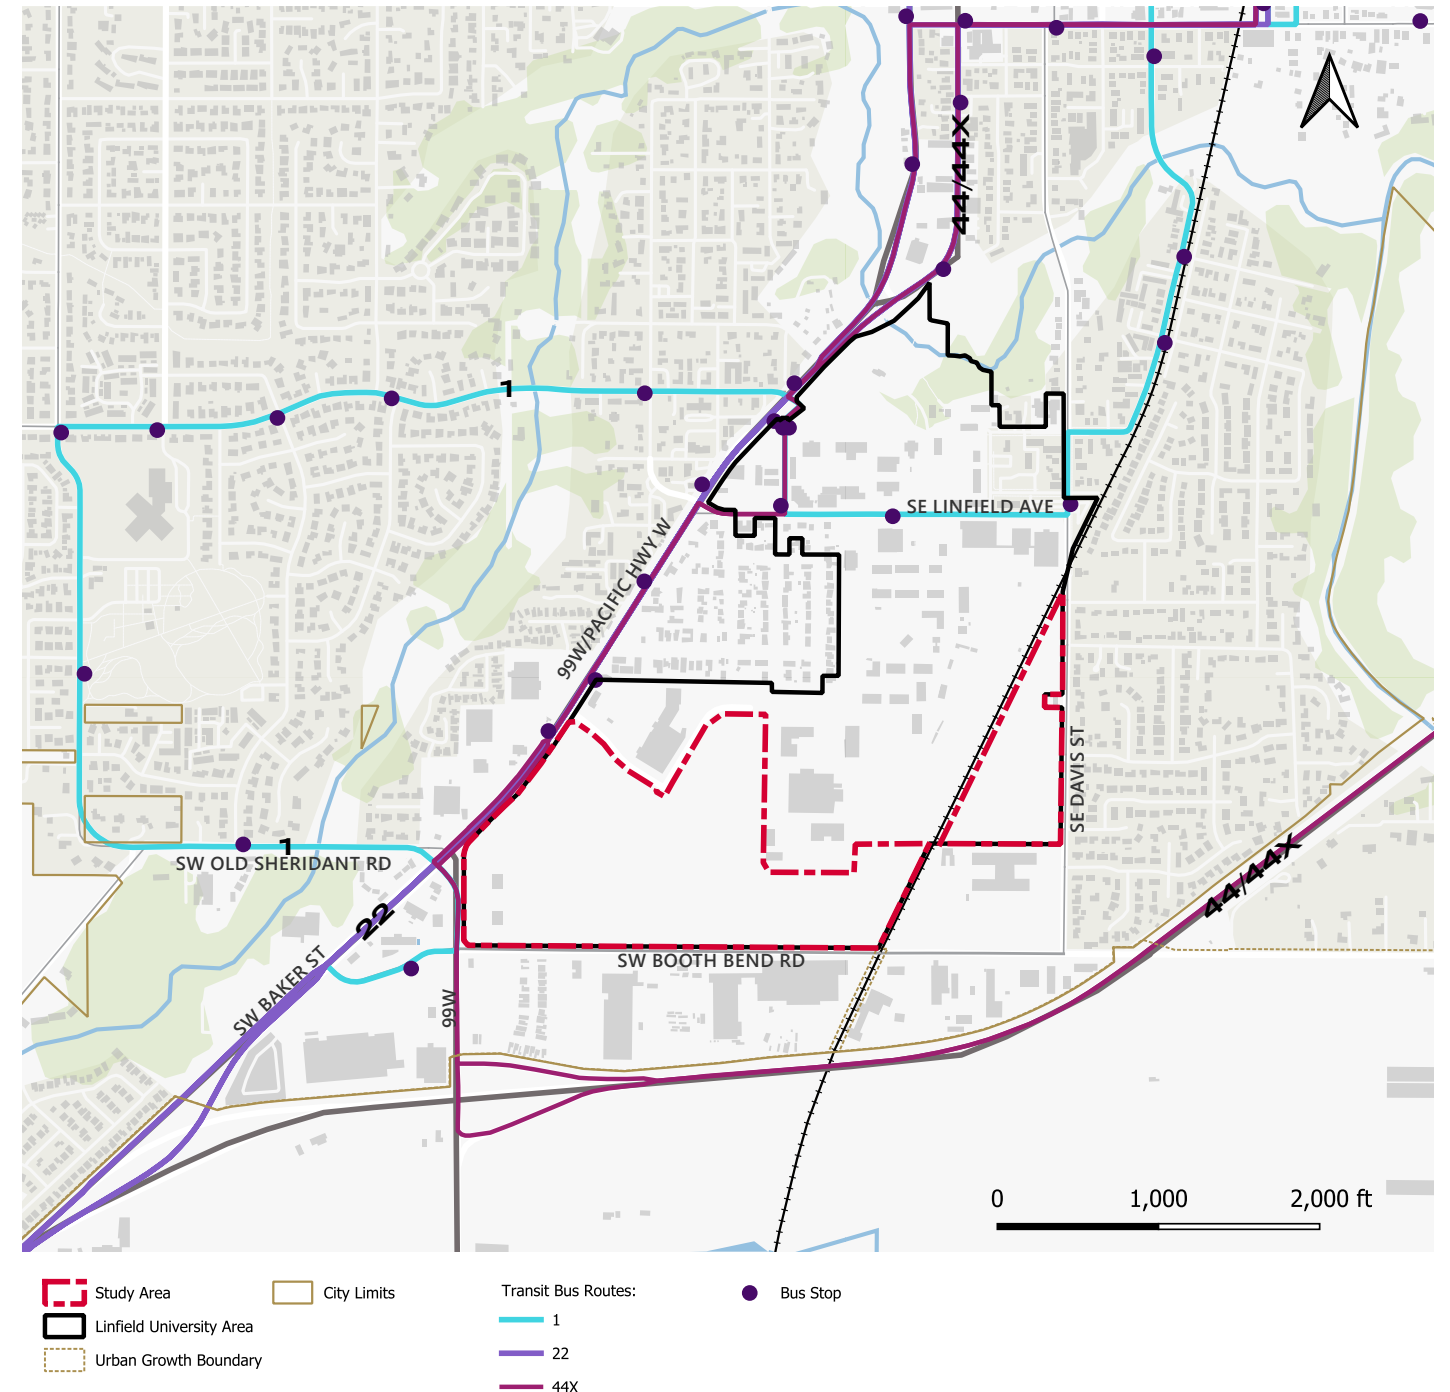 44/44X
1
SE LINFIELD AVE
99W/PACIFIC HWY W
SE DAVIS ST
1
SW OLD SHERIDANT RD
44/44X
22
SW BAKER ST
SW BOOTH BEND RD
99W
0 1,000 2,000 ft
Study Area
City Limits
Transit Bus Routes:
Bus Stop
Linfield University Area
1
Urban Growth Boundary
22
44X